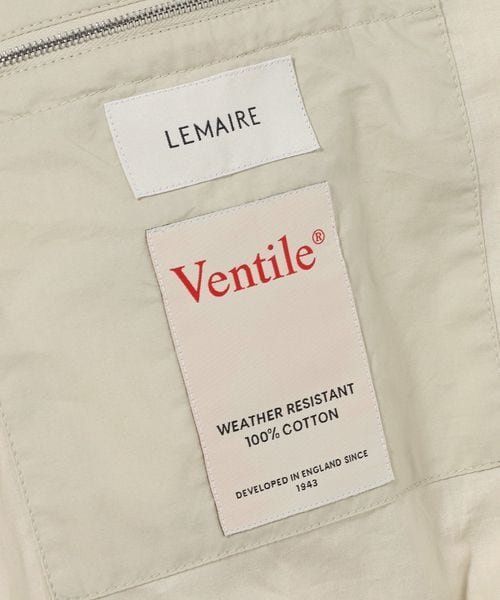 LEMAIRE
Ventile®
WEATHER RESISTANT
100% COTTON
DEVELOPED IN ENGLAND SINCE
1943